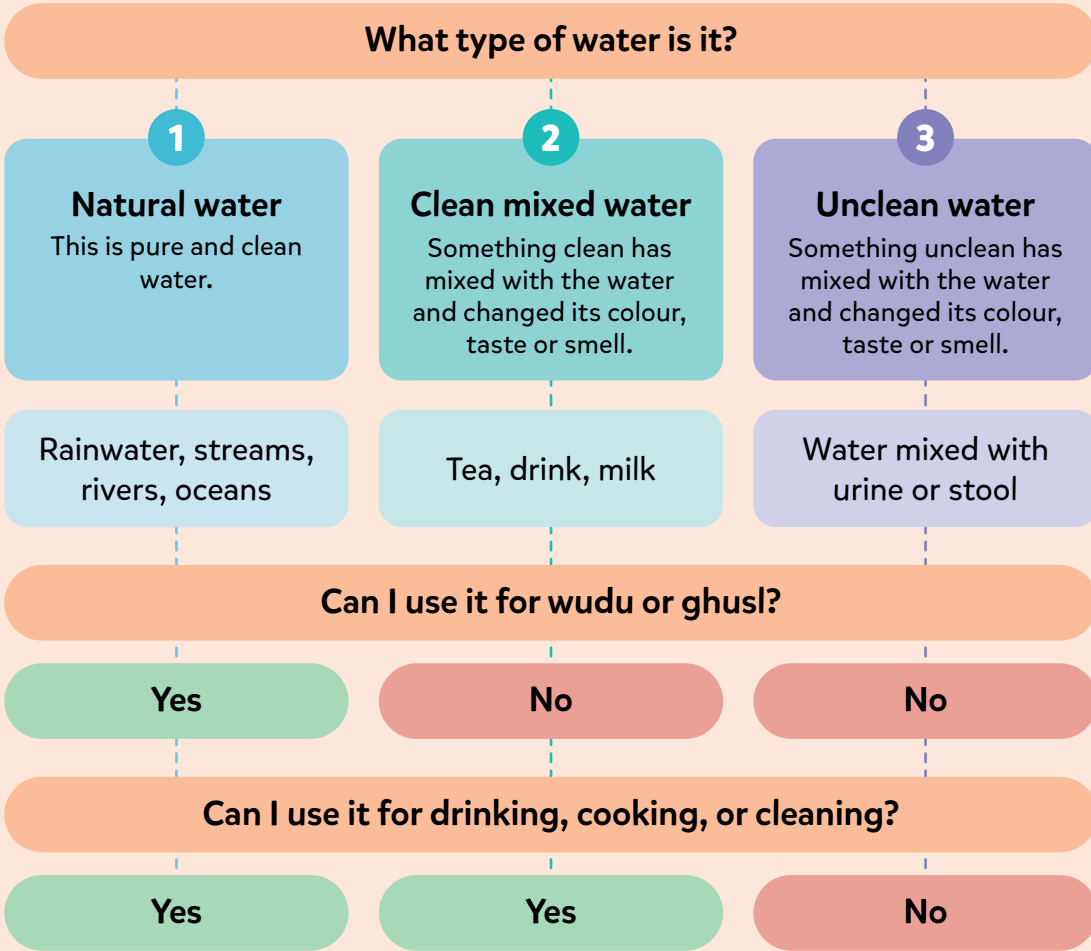 What type of water is it?
1
Natural water
This is pure and clean
water.
2
Clean mixed water
Something clean has
mixed with the water
and changed its colour,
taste or smell.
3
Unclean water
Something unclean has
mixed with the water
and changed its colour,
taste or smell.
Rainwater, streams,
rivers, oceans
Tea, drink, milk
Water mixed with
urine or stool
Can I use it for wudu or ghusl?
Yes
No
No
Can I use it for drinking, cooking, or cleaning?
Yes
Yes
No